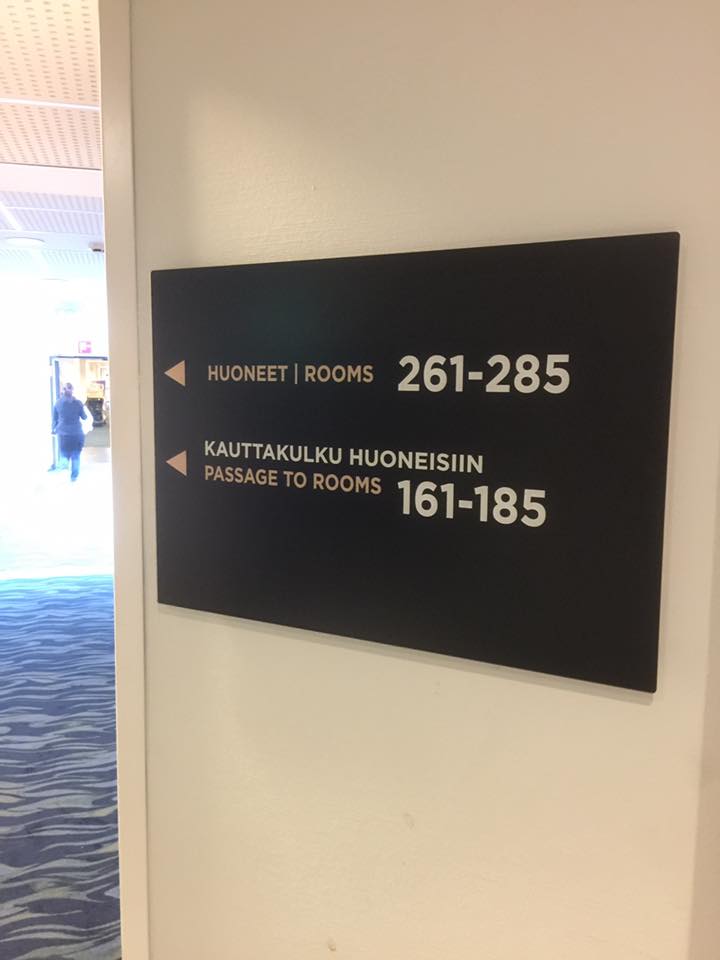 HUONEET | ROOMS 261-285
KAUTTAKULKU HUONEISIIN
PASSAGE TO ROOMS 161-185